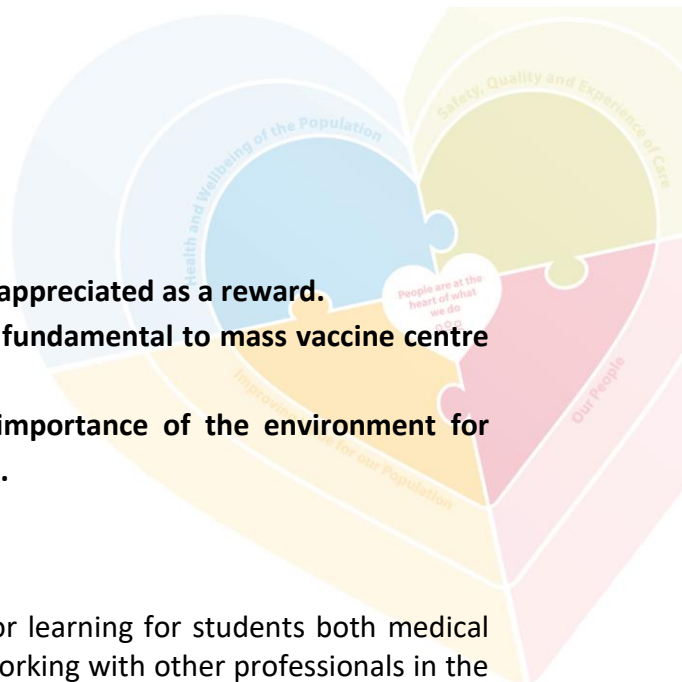 Safety, Quality and Experience of Care
Health and Wellbeing of the Population
appreciated as a reward.
People are at the
heart of what
we do
fundamental to mass vaccine centre
Our People
importance of the environment for
for our Population
.
or learning for students both medical
orking with other professionals in the